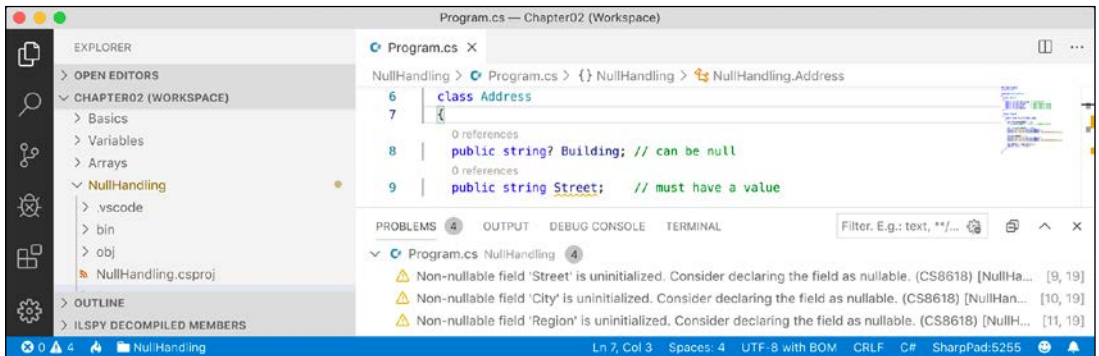 Program.cs — Chapter02 (Workspace)
EXPLORER
OPEN EDITORS
CHAPTER02 (WORKSPACE)
Basics
Variables
Arrays
NullHandling
.vscode
bin
obj
NullHandling.csproj
OUTLINE
ILSPY DECOMPILED MEMBERS
Program.cs
NullHandling > Program.cs > {} NullHandling > NullHandling.Address
6 class Address
7 {
0 references
8 public string? Building; // can be null
0 references
9 public string Street; // must have a value
PROBLEMS 4 OUTPUT DEBUG CONSOLE TERMINAL Filter. E.g.: text, **/...
Program.cs NullHandling 4
Non-nullable field 'Street' is uninitialized. Consider declaring the field as nullable. (CS8618) [NullHa... [9, 19]
Non-nullable field 'City' is uninitialized. Consider declaring the field as nullable. (CS8618) [NullHan... [10, 19]
Non-nullable field 'Region' is uninitialized. Consider declaring the field as nullable. (CS8618) [NullH... [11, 19]
0 4 NullHandling Ln 7, Col 3 Spaces: 4 UTF-8 with BOM CRLF C# SharpPad:5255